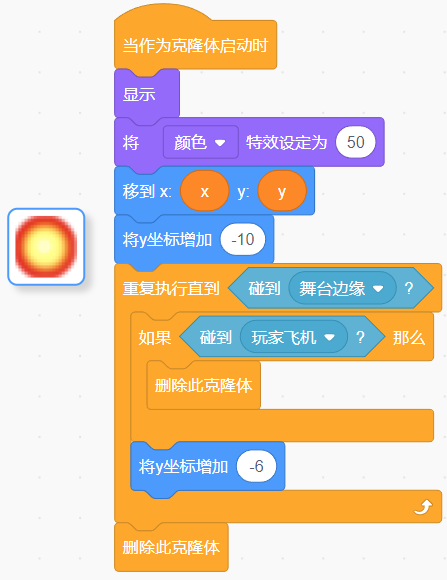 当作为克隆体启动时
显示
将 颜色 特效设定为 50
移到 x: x y: y
将y坐标增加 -10
重复执行直到 碰到 舞台边缘 ?
如果 碰到 玩家飞机 ? 那么
删除此克隆体
将y坐标增加 -6
删除此克隆体